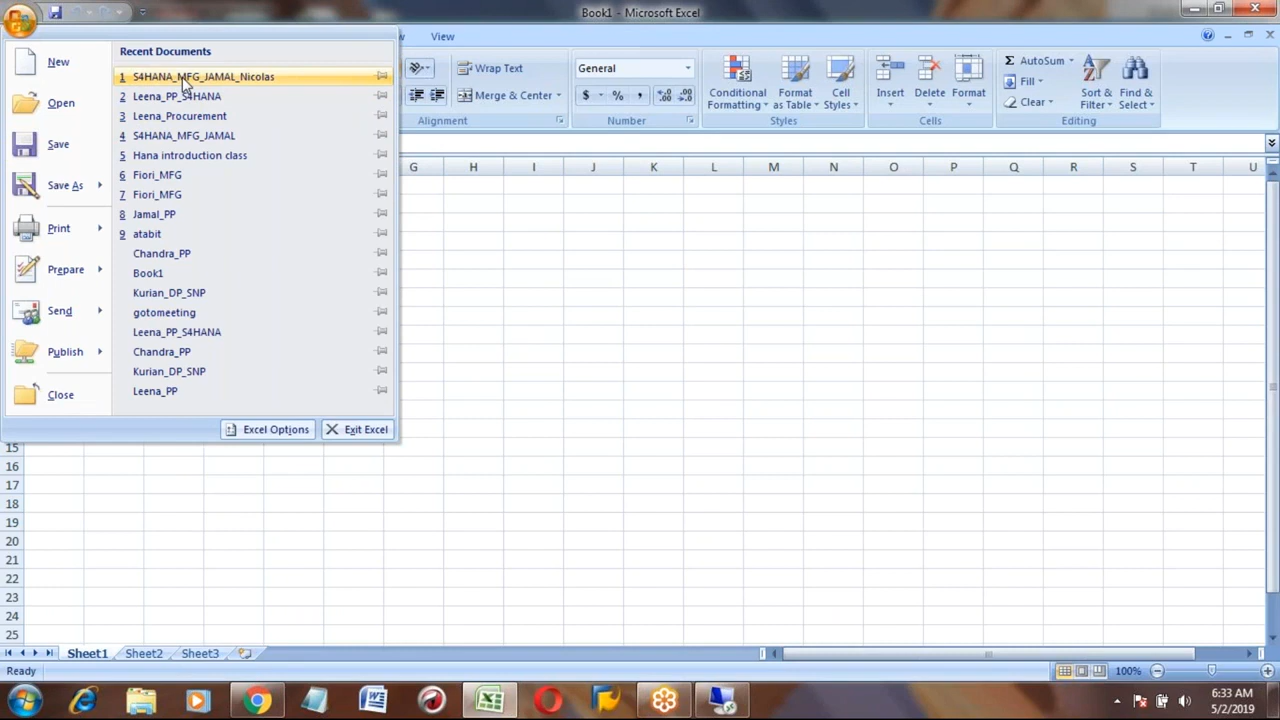 Book1 - Microsoft Excel
View
New
Open
Save
Save As
Print
Prepare
Send
Publish
Close
Recent Documents
1 S4HANA_MFG_JAMAL_Nicolas
2 Leena_PP_S4HANA
3 Leena_Procurement
4 S4HANA_MFG_JAMAL
5 Hana introduction class
6 Fiori_MFG
7 Fiori_MFG
8 Jamal_PP
9 atabit
Chandra_PP
Book1
Kurian_DP_SNP
gotomeeting
Leena_PP_S4HANA
Chandra_PP
Kurian_DP_SNP
Leena_PP
Excel Options Exit Excel
Wrap Text
Merge & Center
Alignment
General
$ % , .0 .00 .00 .0
Number
Conditional Formatting
Format as Table
Cell Styles
Styles
Insert
Delete
Format
Cells
Σ AutoSum
Fill
Clear
Sort & Filter
Find & Select
Editing
G H I J K L M N O P Q R S T U
15
16
17
18
19
20
21
22
23
24
25
Sheet1 Sheet2 Sheet3
Ready
100%
6:33 AM
5/2/2019